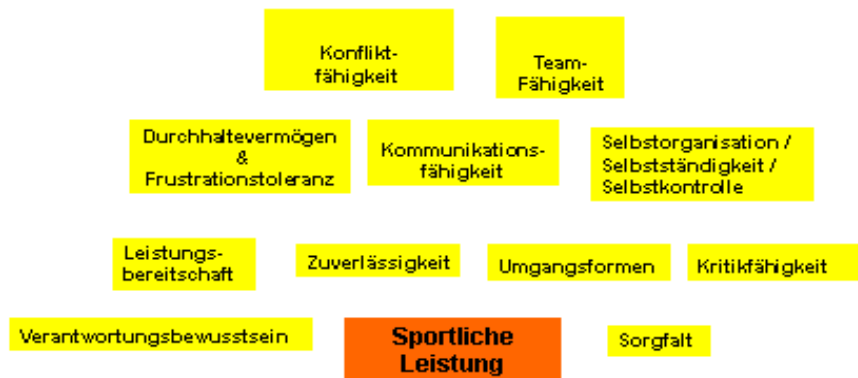 Konflikt-
fähigkeit
Team-
Fähigkeit
Durchhaltevermögen
&
Frustrationstoleranz
Kommunikations-
fähigkeit
Selbstorganisation /
Selbstständigkeit /
Selbstkontrolle
Leistungs-
bereitschaft
Zuverlässigkeit
Umgangsformen
Kritikfähigkeit
Verantwortungsbewusstsein
Sportliche
Leistung
Sorgfalt